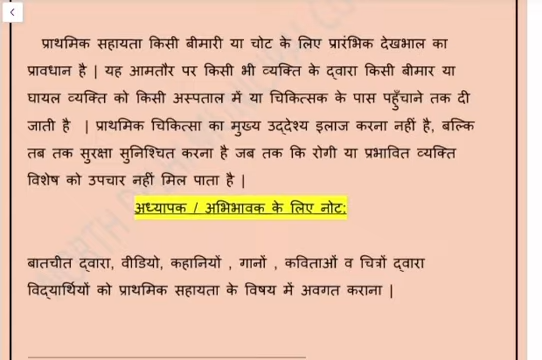 प्राथमिक सहायता किसी बीमारी या चोट के लिए प्रारंभिक देखभाल का
प्रावधान है | यह आमतौर पर किसी भी व्यक्ति के द्वारा किसी बीमार या
घायल व्यक्ति को किसी अस्पताल में या चिकित्सक के पास पहुँचाने तक दी
जाती है | प्राथमिक चिकित्सा का मुख्य उद्देश्य इलाज करना नहीं है, बल्कि
तब तक सुरक्षा सुनिश्चित करना है जब तक कि रोगी या प्रभावित व्यक्ति
विशेष को उपचार नहीं मिल पाता है |
अध्यापक / अभिभावक के लिए नोट:
बातचीत द्वारा, वीडियो, कहानियों , गानों , कविताओं व चित्रों द्वारा
विद्यार्थियों को प्राथमिक सहायता के विषय में अवगत कराना |